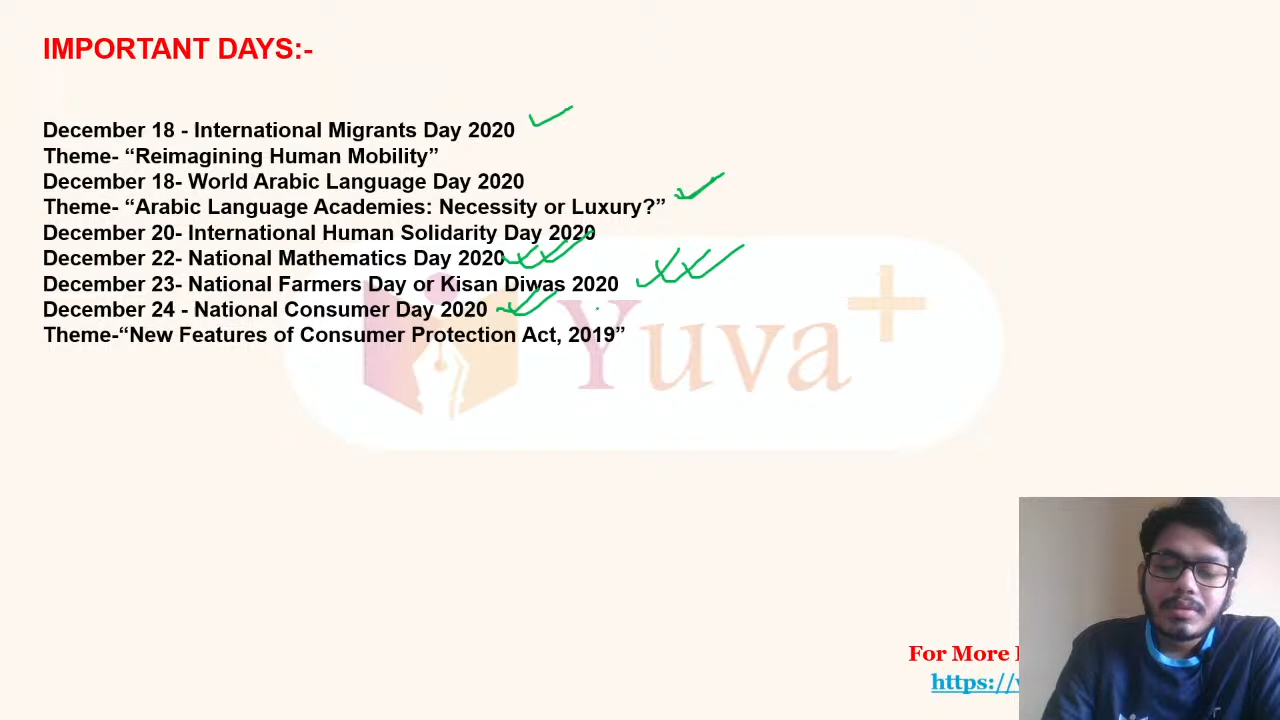 IMPORTANT DAYS:-
December 18 - International Migrants Day 2020
Theme- “Reimagining Human Mobility”
December 18- World Arabic Language Day 2020
Theme- “Arabic Language Academies: Necessity or Luxury?”
December 20- International Human Solidarity Day 2020
December 22- National Mathematics Day 2020
December 23- National Farmers Day or Kisan Diwas 2020
December 24 - National Consumer Day 2020
Theme-“New Features of Consumer Protection Act, 2019”
Yuva+
For More
https://